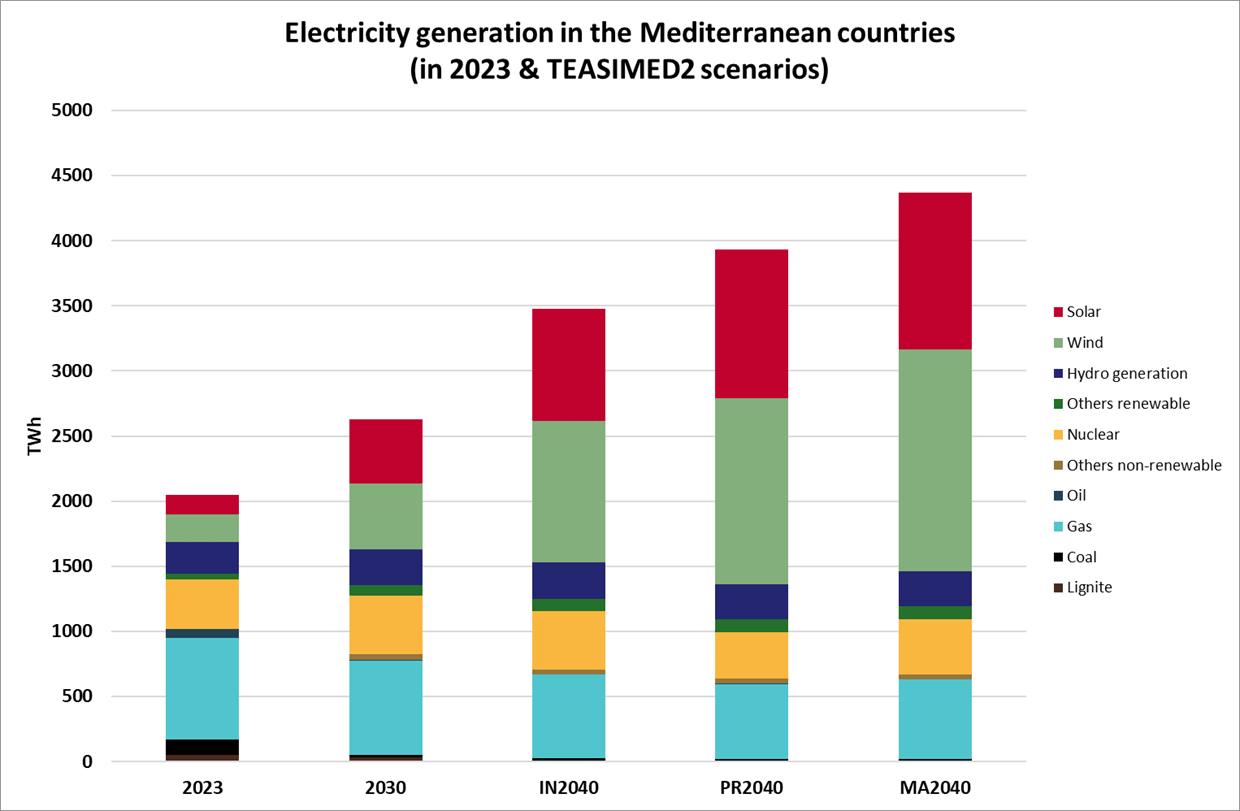 Electricity generation in the Mediterranean countries
(in 2023 & TEASIMED2 scenarios)
5000
4500
4000
3500
3000
2500
2000
1500
1000
500
0
TWh
2023
2030
IN2040
PR2040
MA2040
Solar
Wind
Hydro generation
Others renewable
Nuclear
Others non-renewable
Oil
Gas
Coal
Lignite